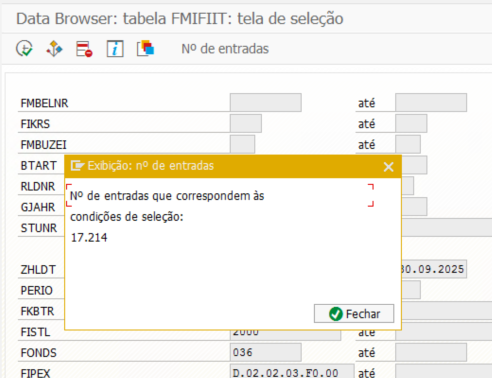 Data Browser: tabela FMIFIIT: tela de seleção
Nº de entradas
FMBELNR até
FIKRS até
FMBUZEI até
BTART
RLDNR
GJAHR
STUNR
Exibição: nº de entradas
Nº de entradas que correspondem às
condições de seleção:
17.214
Fechar
ZHLDT 30.09.2025
PERIO
FKBTR
FISTL 2000 até
FONDS 036 até
FIPEX D.02.02.03.F0.00 até